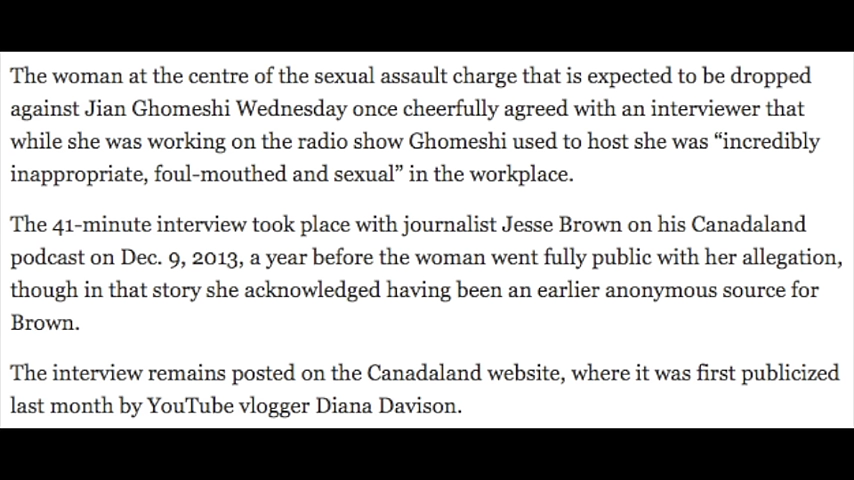 The woman at the centre of the sexual assault charge that is expected to be dropped
against Jian Ghomeshi Wednesday once cheerfully agreed with an interviewer that
while she was working on the radio show Ghomeshi used to host she was “incredibly
inappropriate, foul-mouthed and sexual” in the workplace.
The 41-minute interview took place with journalist Jesse Brown on his Canadaland
podcast on Dec. 9, 2013, a year before the woman went fully public with her allegation,
though in that story she acknowledged having been an earlier anonymous source for
Brown.
The interview remains posted on the Canadaland website, where it was first publicized
last month by YouTube vlogger Diana Davison.